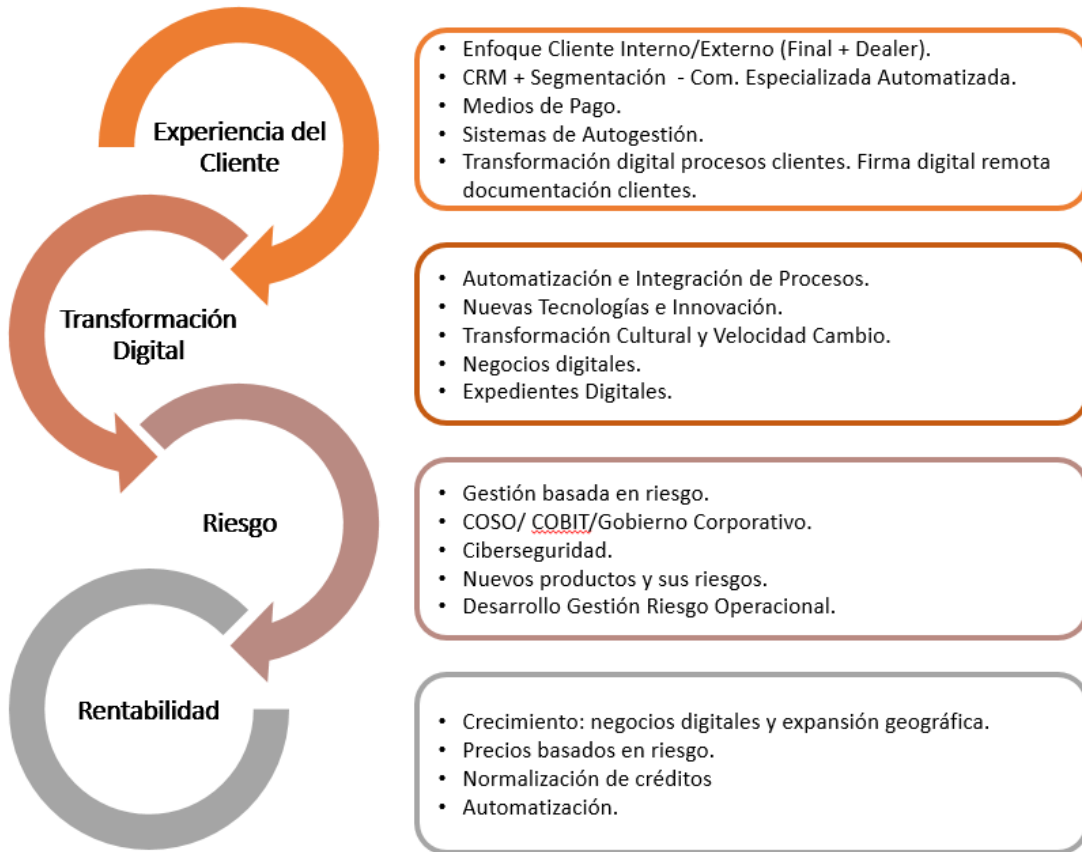 Experiencia del
Cliente
• Enfoque Cliente Interno/Externo (Final + Dealer).
• CRM + Segmentación - Com. Especializada Automatizada.
• Medios de Pago.
• Sistemas de Autogestión.
• Transformación digital procesos clientes. Firma digital remota
documentación clientes.
Transformación
Digital
• Automatización e Integración de Procesos.
• Nuevas Tecnologías e Innovación.
• Transformación Cultural y Velocidad Cambio.
• Negocios digitales.
• Expedientes Digitales.
Riesgo
• Gestión basada en riesgo.
• COSO/ COBIT/Gobierno Corporativo.
• Ciberseguridad.
• Nuevos productos y sus riesgos.
• Desarrollo Gestión Riesgo Operacional.
Rentabilidad
• Crecimiento: negocios digitales y expansión geográfica.
• Precios basados en riesgo.
• Normalización de créditos
• Automatización.